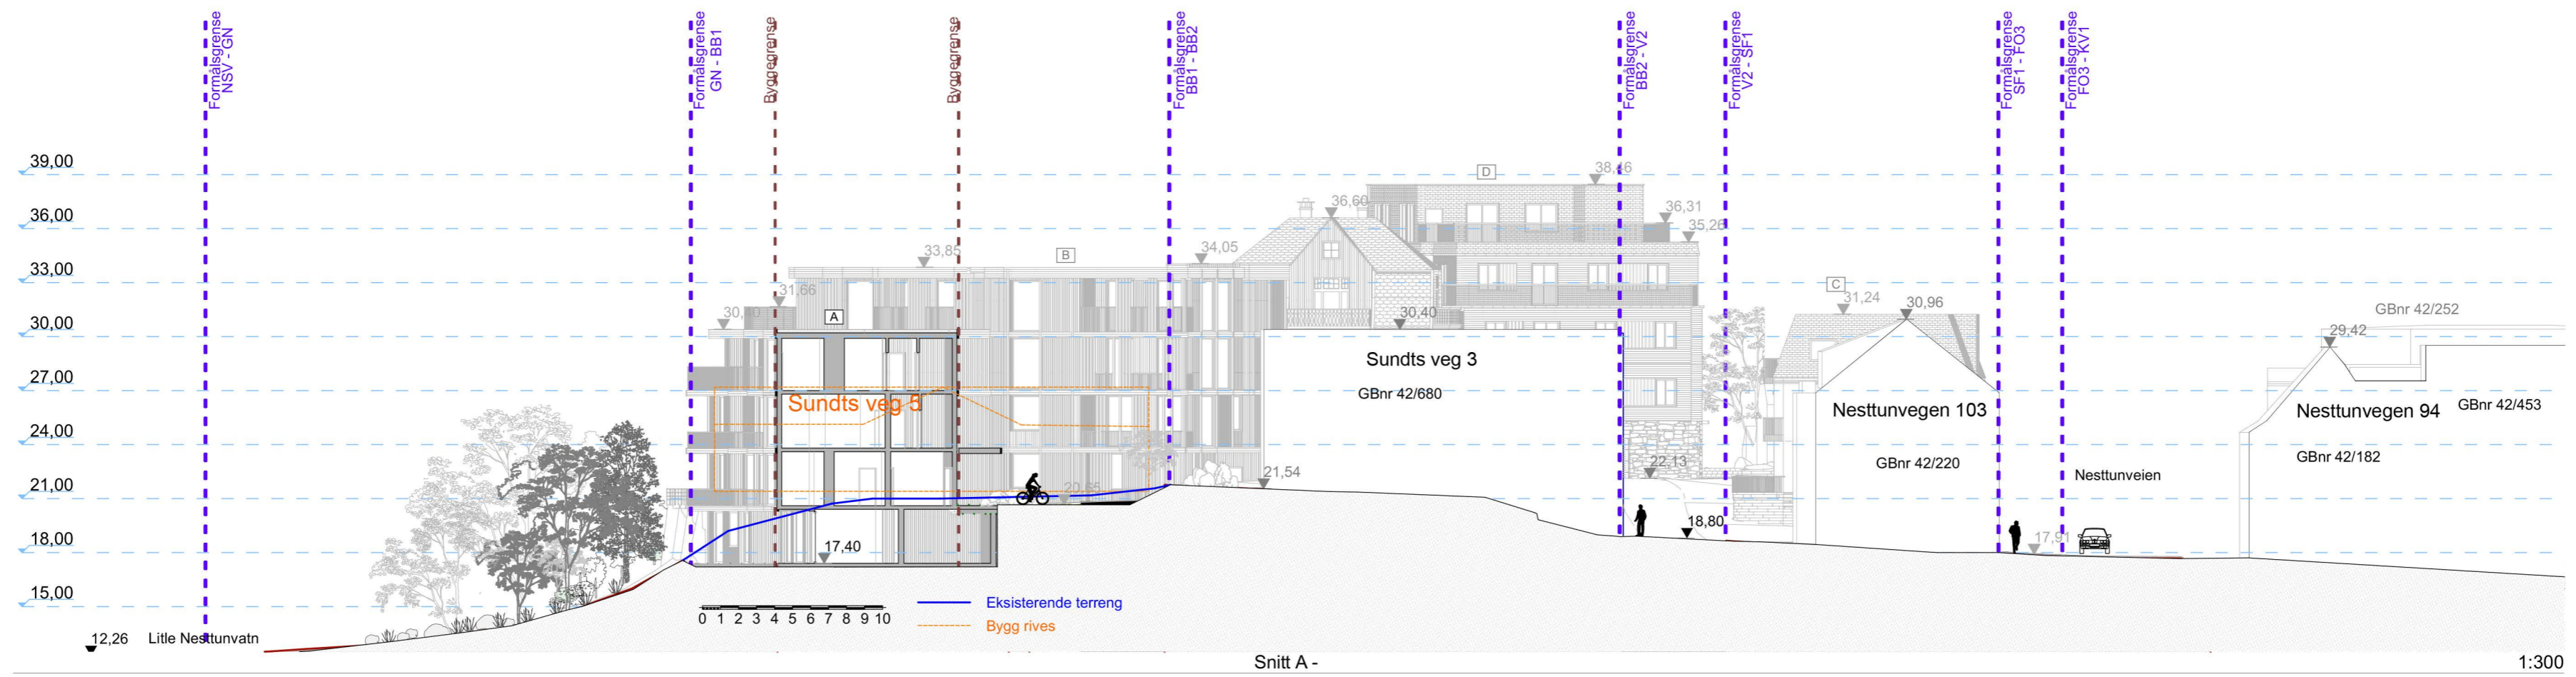 Formålsgrense
NSV - GN
Formålsgrense
GN - BB1
Byggegrense
Byggegrense
Formålsgrense
BB1 - BB2
Formålsgrense
BB2 - V2
Formålsgrense
V2 - SF1
Formålsgrense
SF1 - FO3
Formålsgrense
FO3 - KV1
39,00
36,00
33,00
30,00
27,00
24,00
21,00
18,00
15,00
12,26
Litle Nesttunvatn
D
38,46
36,60
36,31
35,26
34,05
33,85
B
31,66
A
C
31,24
30,96
30,40
29,42
GBnr 42/252
Sundts veg 3
GBnr 42/680
Sundts veg 5
Nesttunvegen 103
GBnr 42/220
Nesttunvegen 94
GBnr 42/453
GBnr 42/182
Nesttunveien
22,13
21,54
20,65
18,80
17,91
17,40
0 1 2 3 4 5 6 7 8 9 10
Eksisterende terreng
Bygg rives
Snitt A -
1:300